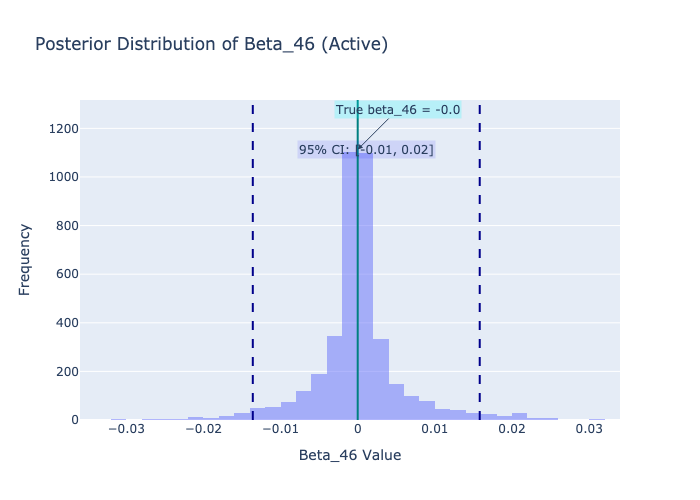 Posterior Distribution of Beta_46 (Active)
True beta_46 = -0.0
95% CI: [-0.01, 0.02]
1200
1000
800
600
400
200
0
Frequency
−0.03
−0.02
−0.01
0
0.01
0.02
0.03
Beta_46 Value